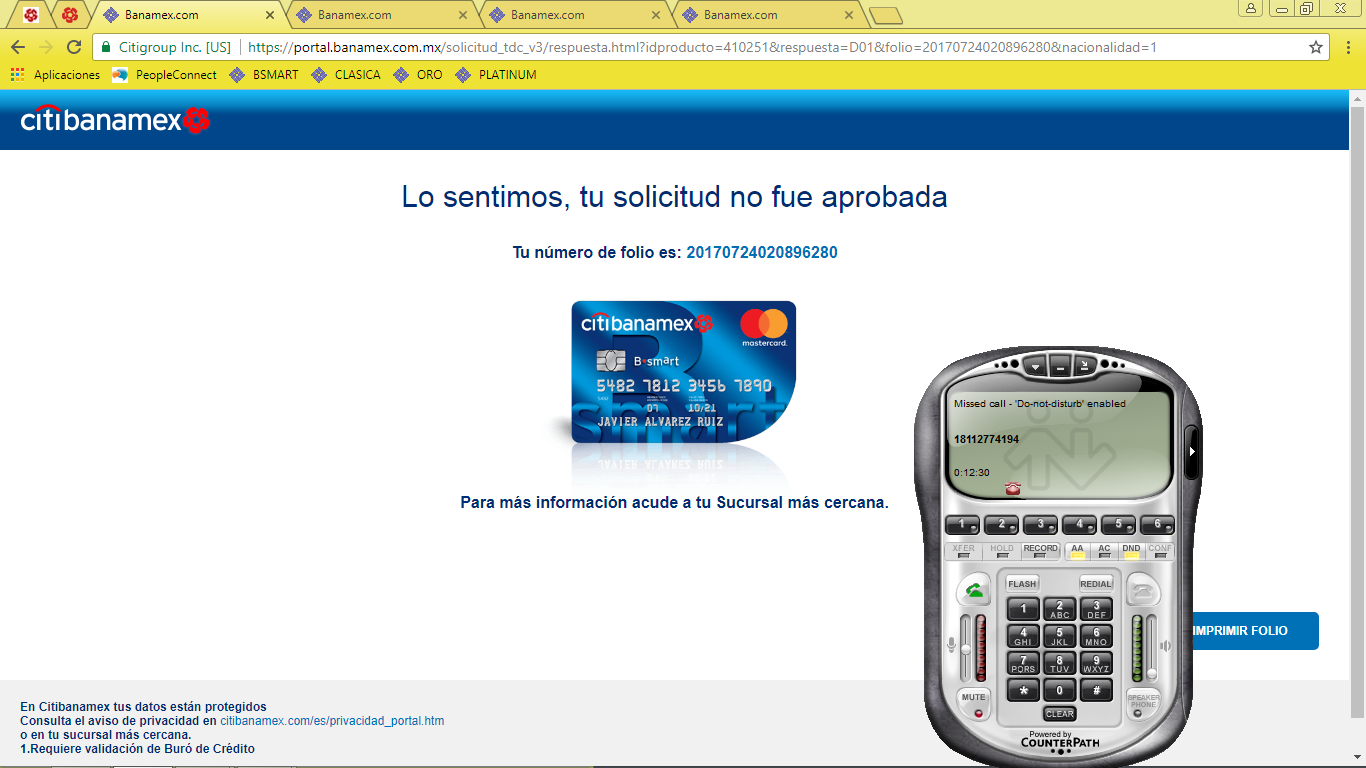 Banamex.com
Banamex.com
Banamex.com
Banamex.com
Citigroup Inc. [US]
https://portal.banamex.com.mx/solicitud_tdc_v3/respuesta.html?idproducto=410251&respuesta=D01&folio=20170724020896280&nacionalidad=1
Aplicaciones
PeopleConnect
BSMART
CLASICA
ORO
PLATINUM
citibanamex
Lo sentimos, tu solicitud no fue aprobada
Tu número de folio es: 20170724020896280
citibanamex
mastercard.
B•smart
5482 7812 3456 7890
07 10/21
JAVIER ALVAREZ RUIZ
Para más información acude a tu Sucursal más cercana.
Missed call - 'Do-not-disturb' enabled
18112774194
0:12:30
1 2 3 4 5 6
XFER HOLD RECORD AA AC DND CONF
FLASH REDIAL
1 2 ABC 3 DEF
4 GHI 5 JKL 6 MNO
7 PQRS 8 TUV 9 WXYZ
* 0 #
MUTE
SPEAKER PHONE
CLEAR
Powered by
COUNTERPATH
IMPRIMIR FOLIO
En Citibanamex tus datos están protegidos
Consulta el aviso de privacidad en citibanamex.com/es/privacidad_portal.htm
o en tu sucursal más cercana.
1.Requiere validación de Buró de Crédito